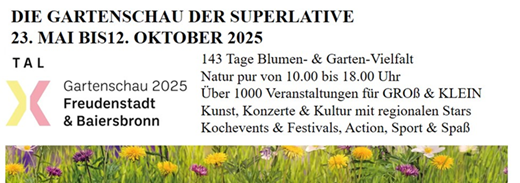 DIE GARTENSCHAU DER SUPERLATIVE
23. MAI BIS12. OKTOBER 2025
TAL
Gartenschau 2025
Freudenstadt
& Baiersbronn
143 Tage Blumen- & Garten-Vielfalt
Natur pur von 10.00 bis 18.00 Uhr
Über 1000 Veranstaltungen für GROß & KLEIN
Kunst, Konzerte & Kultur mit regionalen Stars
Kochevents & Festivals, Action, Sport & Spaß